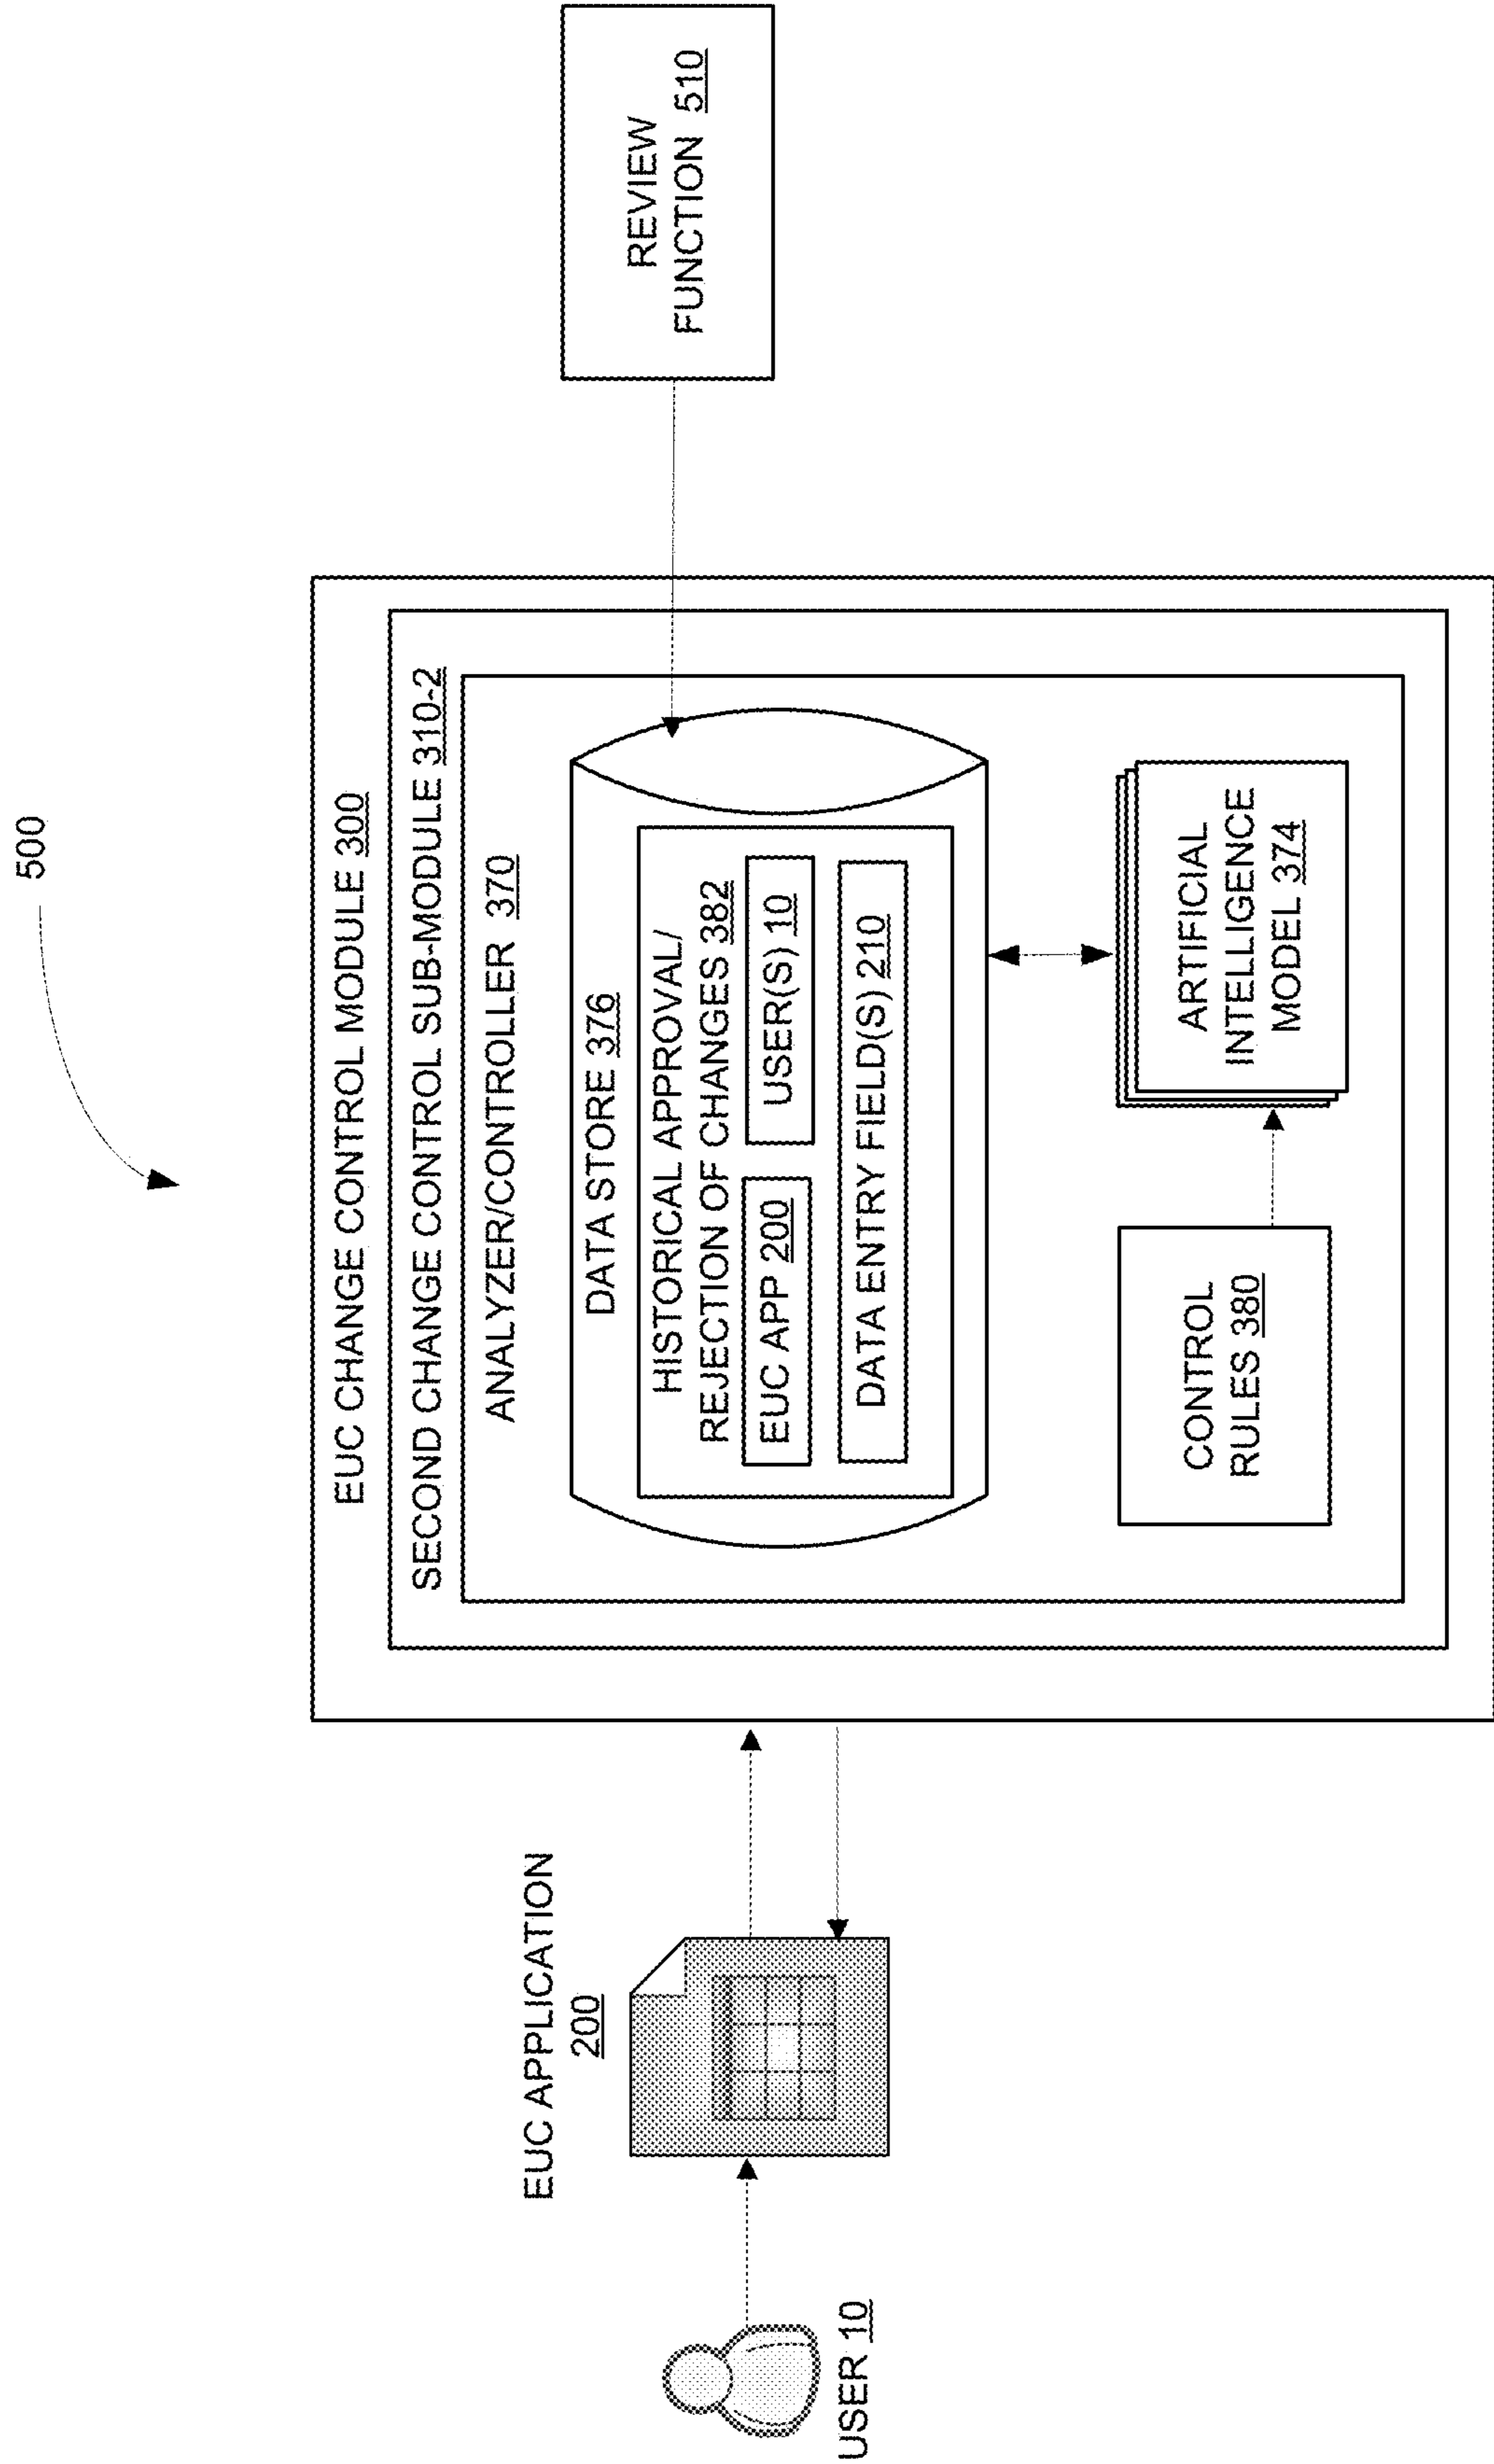 500
EUC CHANGE CONTROL MODULE 300
SECOND CHANGE CONTROL SUB-MODULE 310-2
ANALYZER/CONTROLLER 370
DATA STORE 376
HISTORICAL APPROVAL/
REJECTION OF CHANGES 382
EUC APP 200
USER(S) 10
DATA ENTRY FIELD(S) 210
CONTROL
RULES 380
ARTIFICIAL
INTELLIGENCE
MODEL 374
EUC APPLICATION
200
USER 10
REVIEW
FUNCTION 510